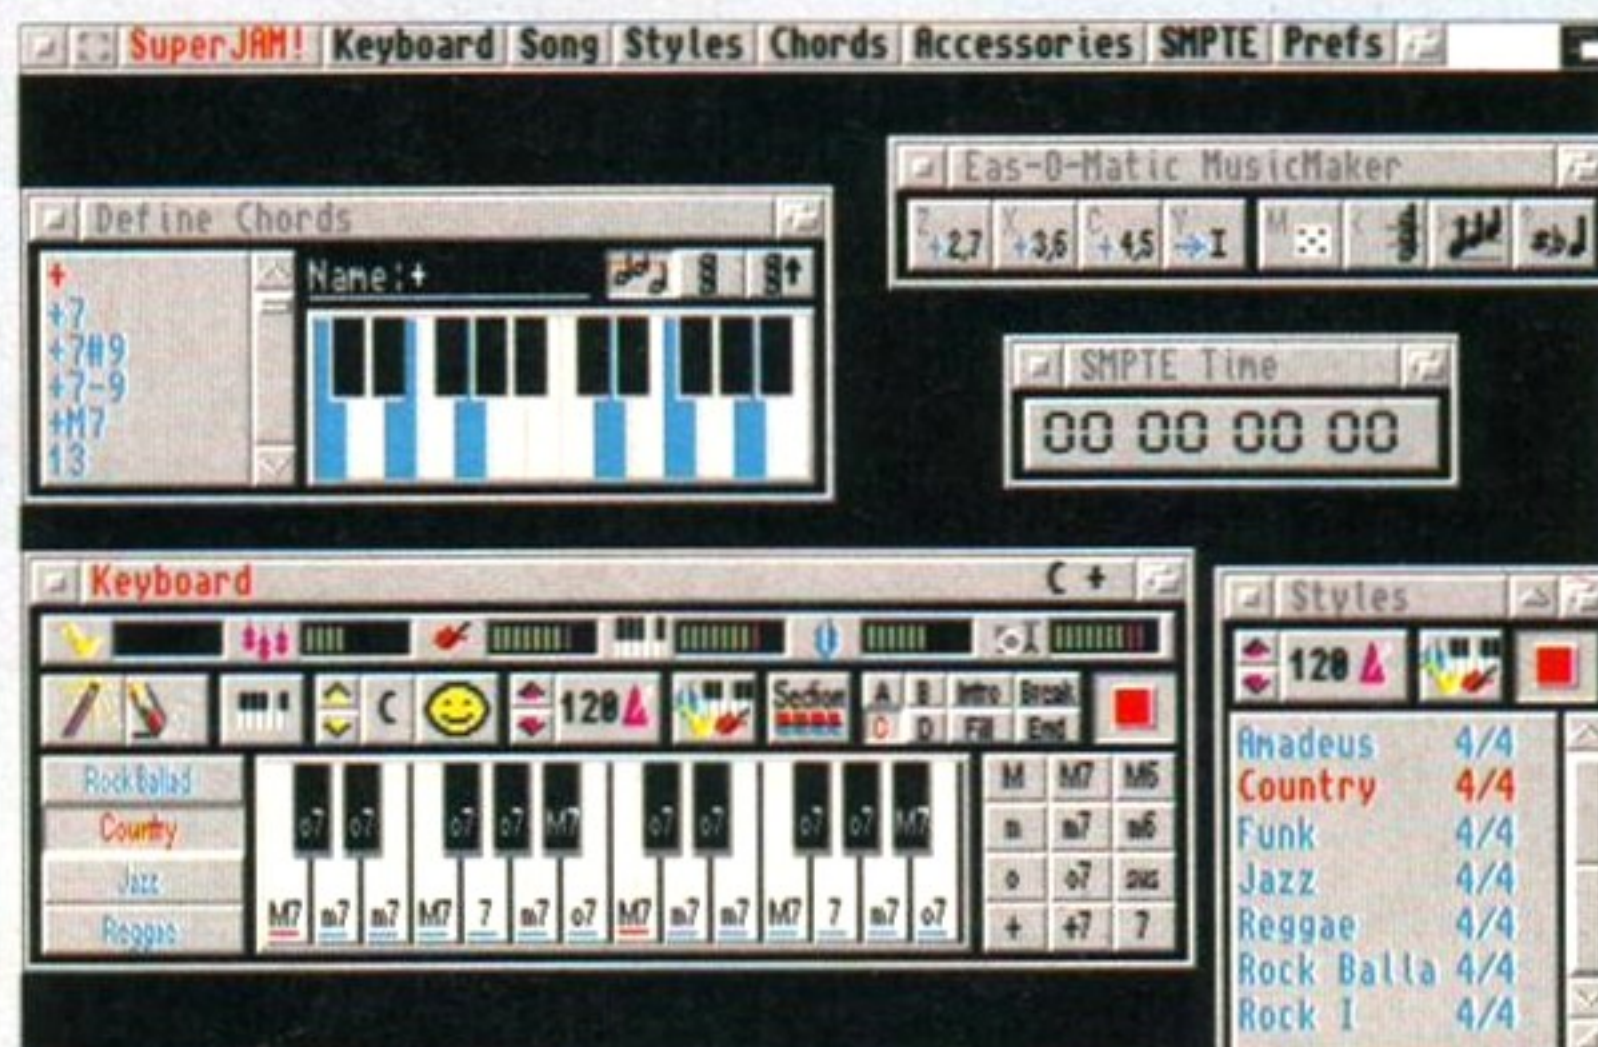 SuperJAM! Keyboard Song Styles Chords Accessories SMPTE Prefs
Eas-O-Matic MusicMaker
Z +2,7 X +3,6 C +4,5 Y →I M
Define Chords
Name:+
+
+7
+7#9
+7-9
+M7
13
SMPTE Time
00 00 00 00
Keyboard C +
C 120 Section A B Intro Break
C D Fill End
Rock Ballad
Country
Jazz
Reggae
o7 o7 o7 o7 M7 o7 o7 o7 o7 M7
M7 m7 m7 M7 7 m7 o7 M7 m7 m7 M7 7 m7 o7
M M7 M6
m m7 m6
o o7 sus
+ +7 7
Styles
120
Amadeus 4/4
Country 4/4
Funk 4/4
Jazz 4/4
Reggae 4/4
Rock Balla 4/4
Rock I 4/4